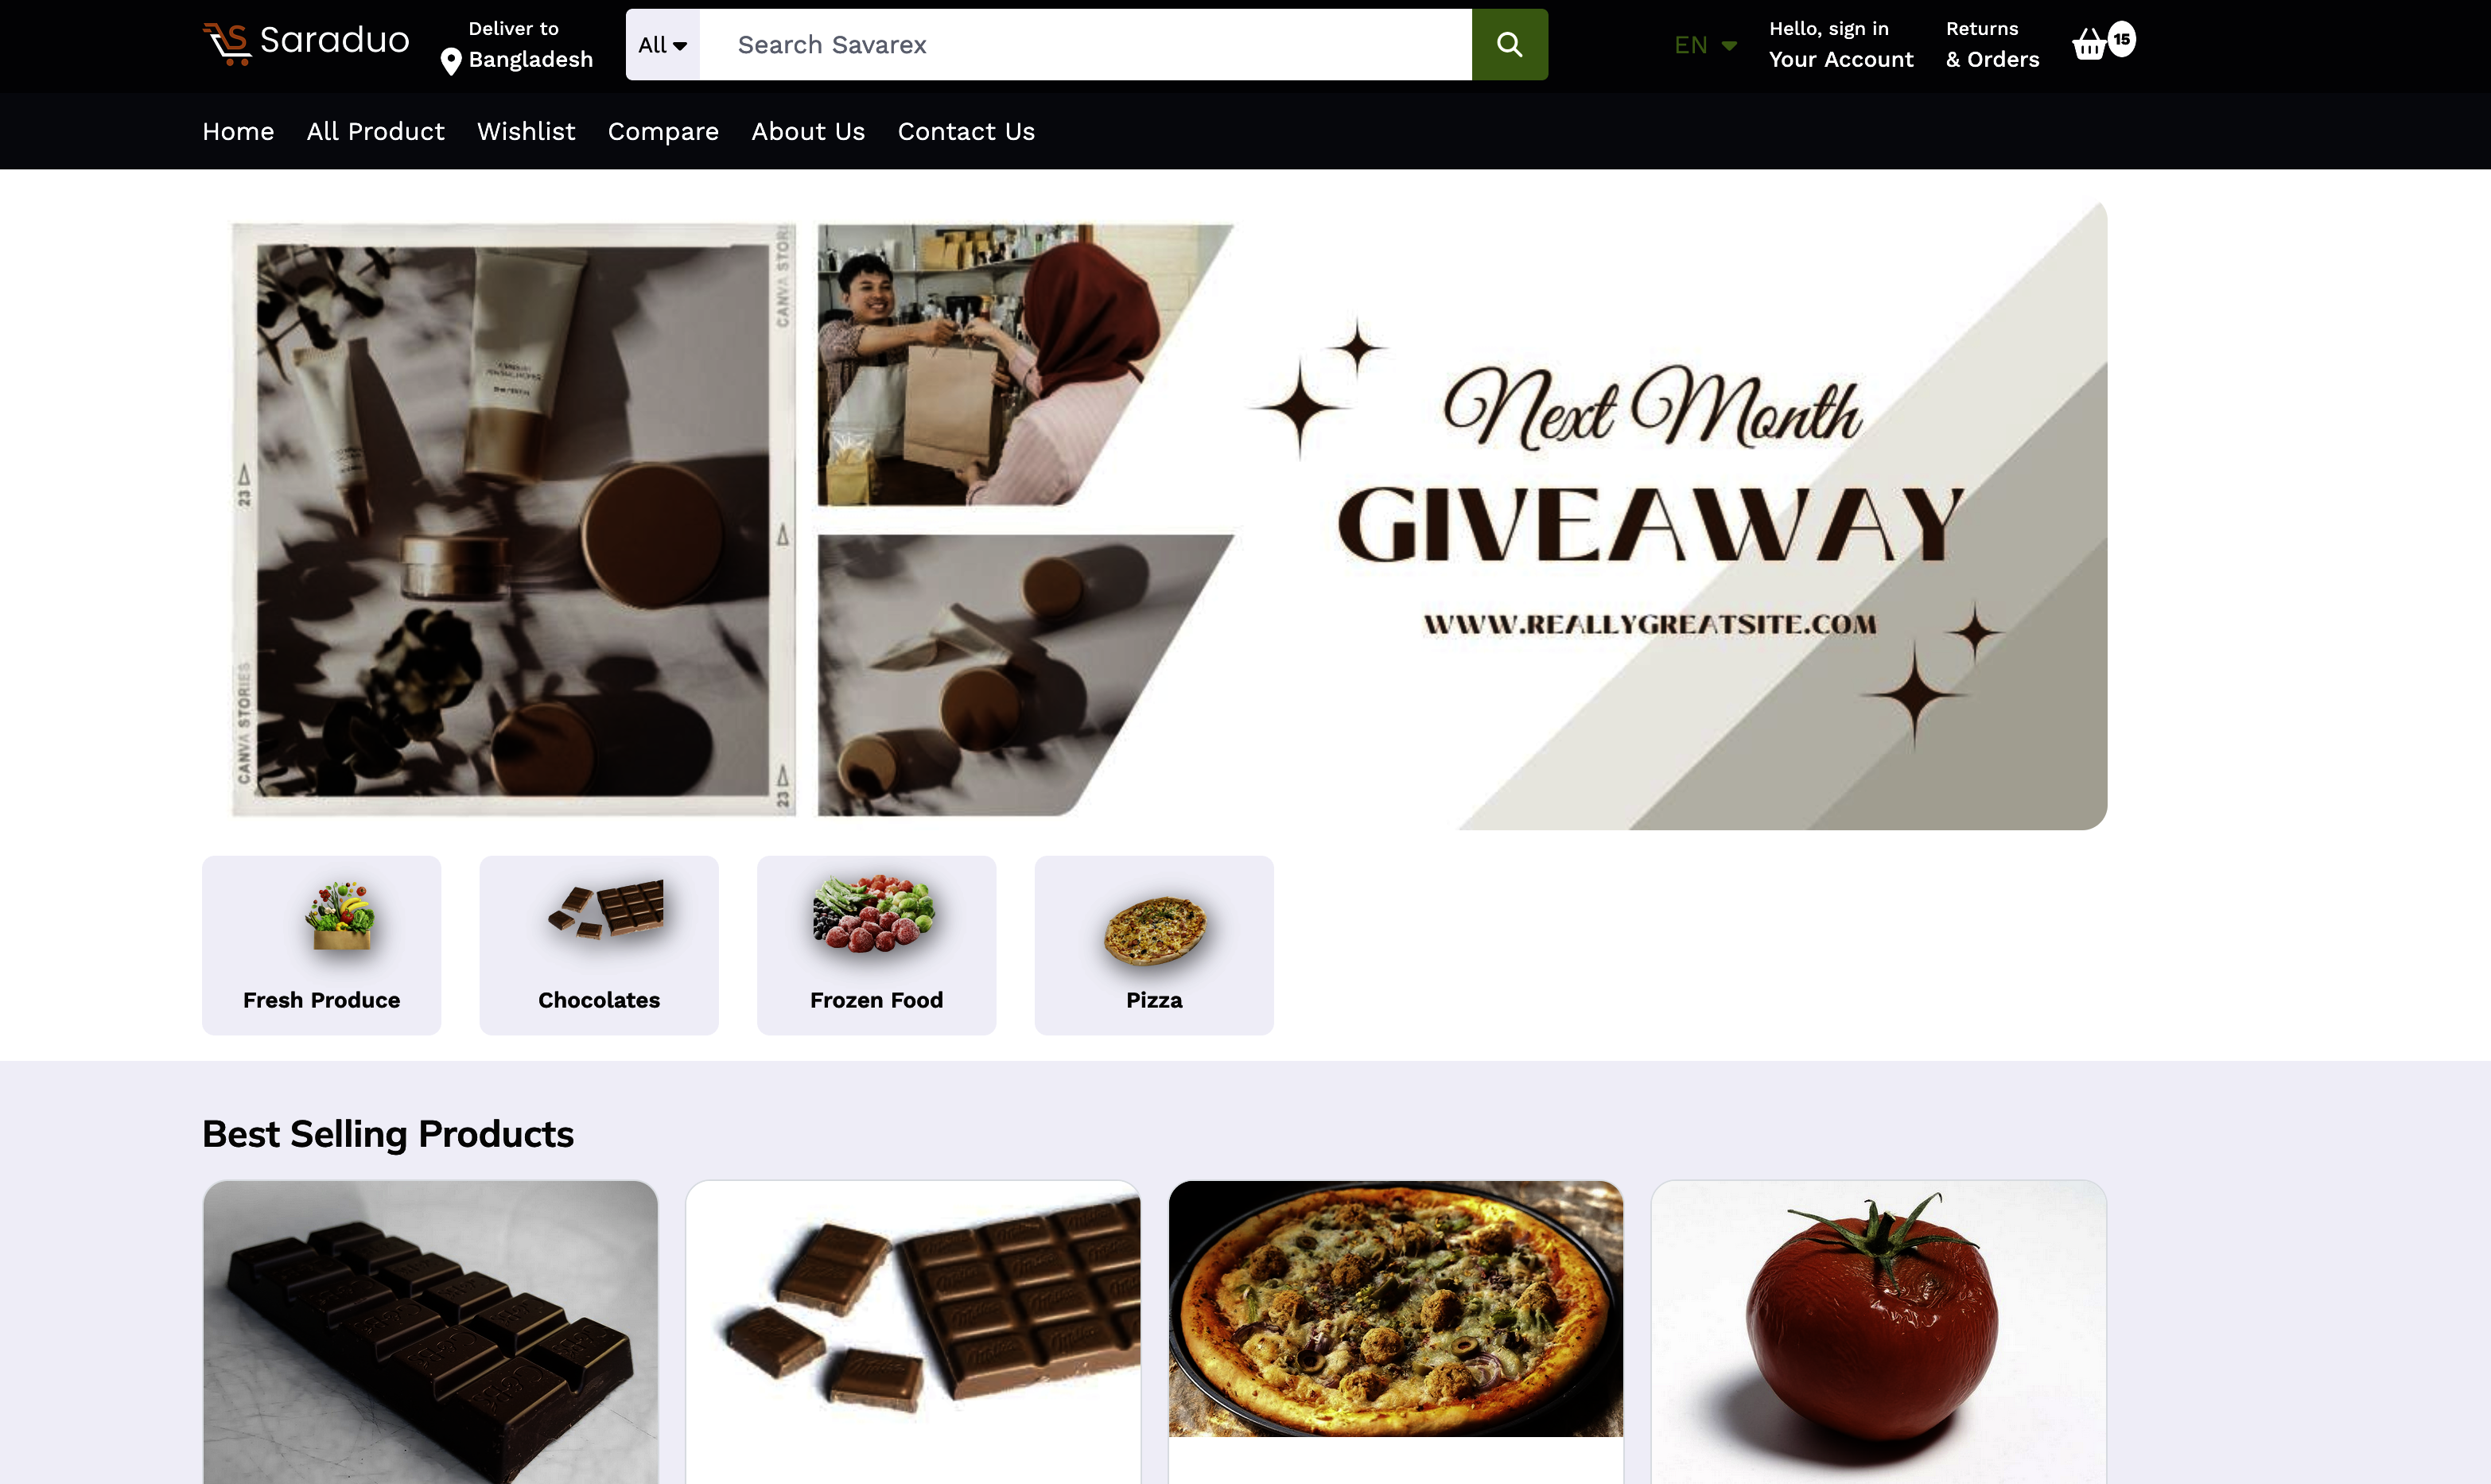 Saraduo
Deliver to
Bangladesh
All
Search Savarex
EN
Hello, sign in
Your Account
Returns
& Orders
15
Home
All Product
Wishlist
Compare
About Us
Contact Us
CANVA STORI
23
CANVA STORIES
23
Next Month
GIVEAWAY
WWW.REALLYGREATSITE.COM
Fresh Produce
Chocolates
Frozen Food
Pizza
Best Selling Products